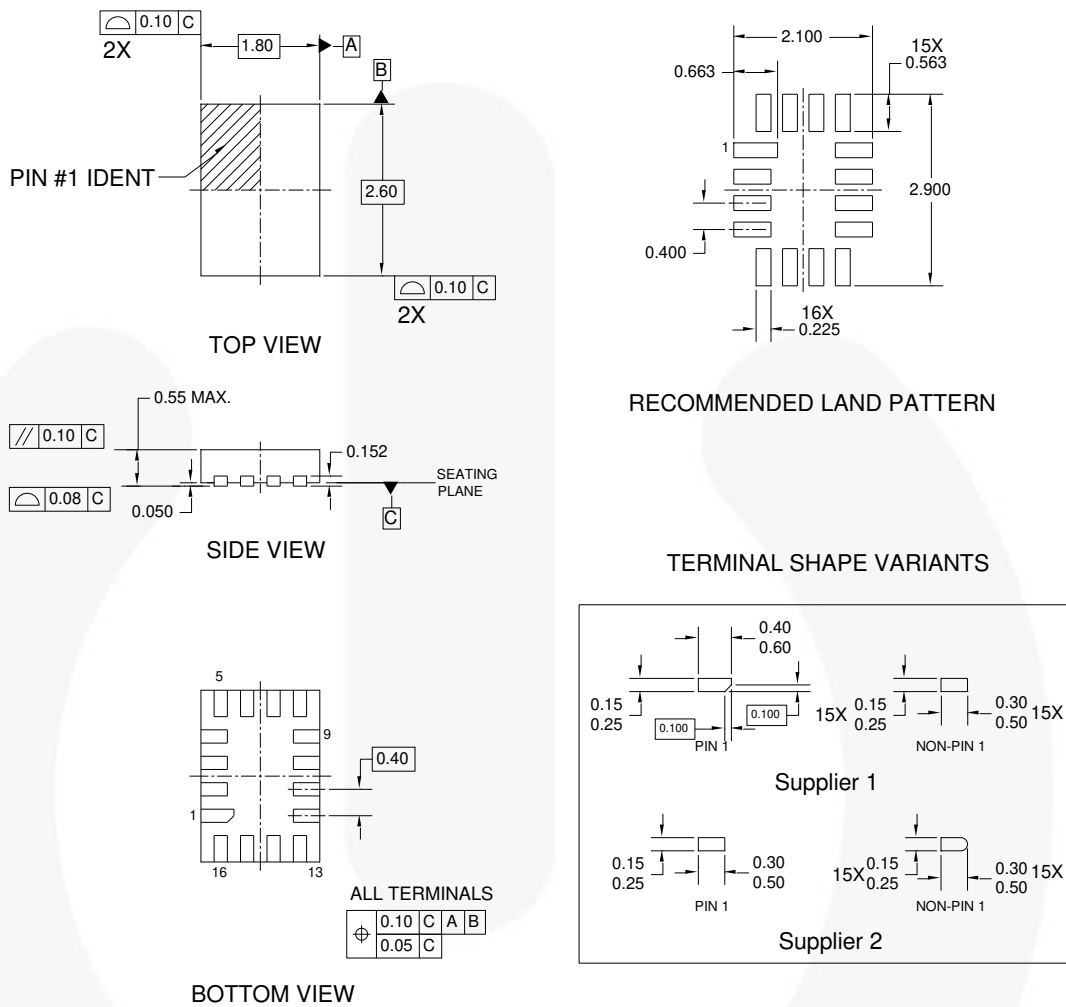 0.10 C
2X
1.80
A
B
PIN #1 IDENT
2.60
0.10 C
2X
TOP VIEW
2.100
15X
0.563
0.663
1
2.900
0.400
16X
0.225
RECOMMENDED LAND PATTERN
0.55 MAX.
// 0.10 C
0.152
SEATING
PLANE
0.08 C
0.050
C
SIDE VIEW
TERMINAL SHAPE VARIANTS
0.40
0.60
0.15
0.25
0.100
0.100
PIN 1
15X 0.15
0.25
0.30
0.50 15X
NON-PIN 1
Supplier 1
0.15
0.25
0.30
0.50
PIN 1
15X 0.15
0.25
0.30
0.50 15X
NON-PIN 1
Supplier 2
5
9
0.40
1
16
13
ALL TERMINALS
0.10 C A B
0.05 C
BOTTOM VIEW